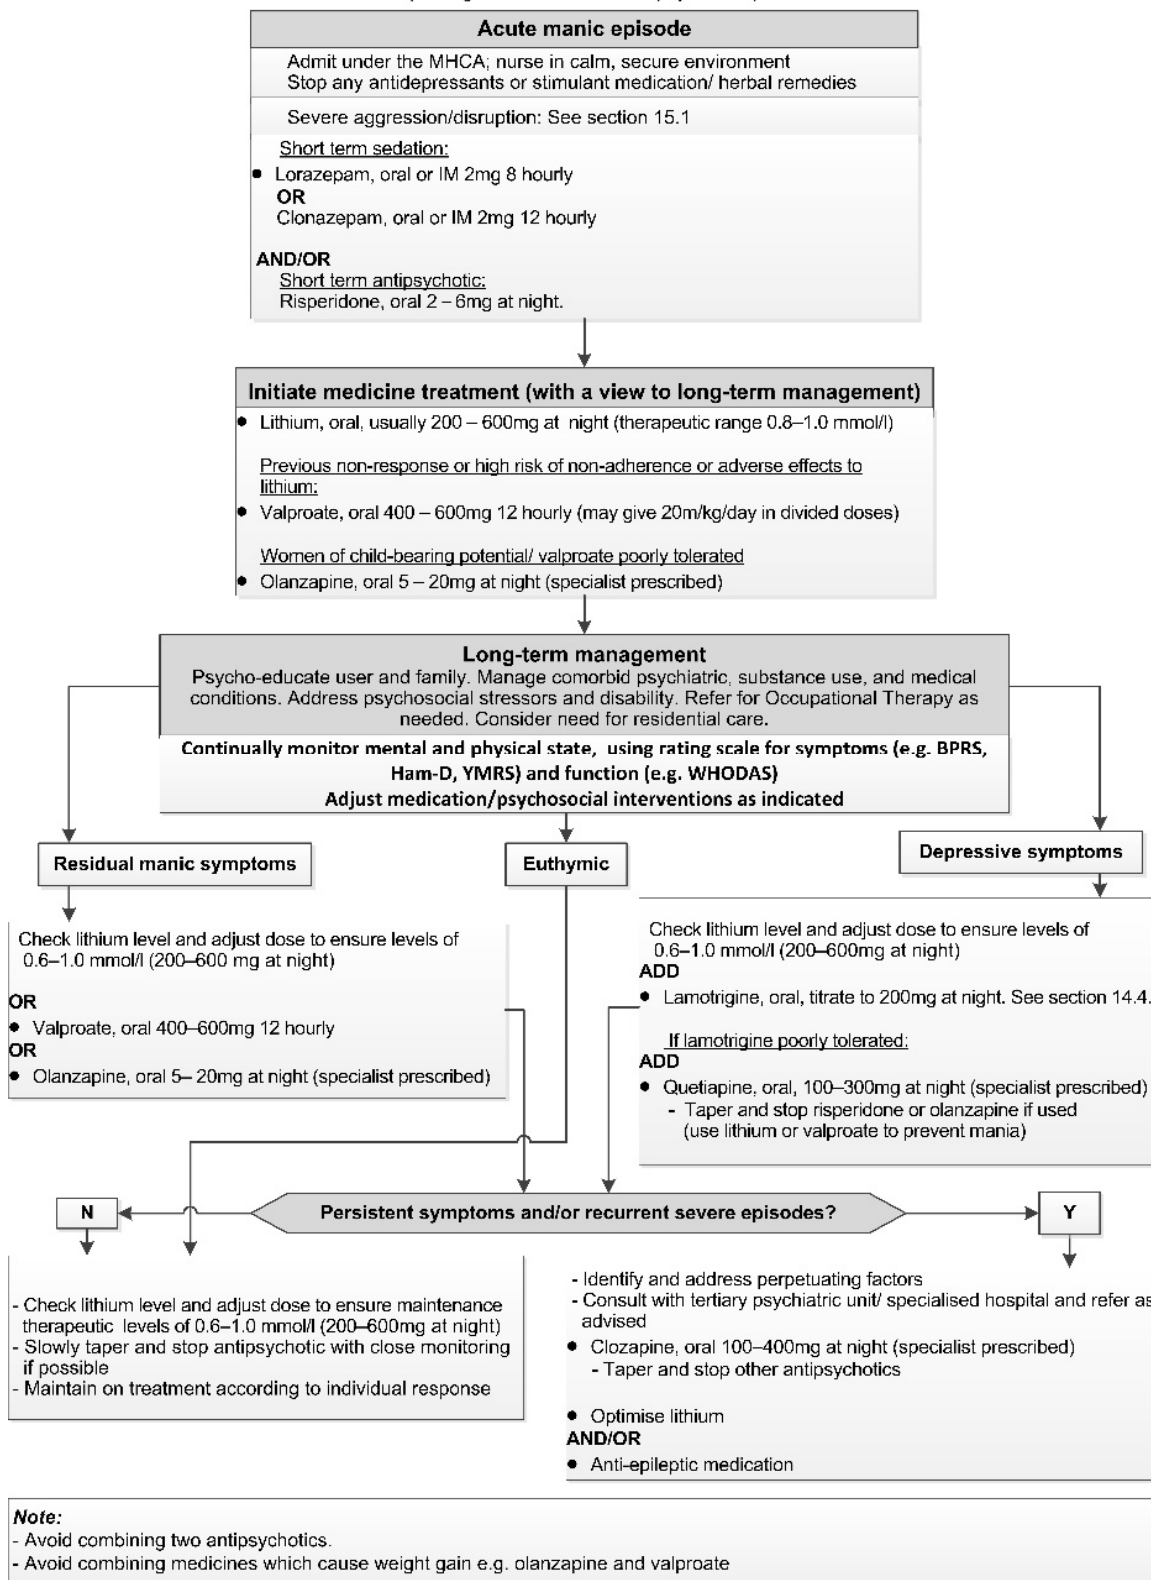 Acute manic episode
Admit under the MHCA; nurse in calm, secure environment
Stop any antidepressants or stimulant medication/ herbal remedies
Severe aggression/disruption: See section 15.1
Short term sedation:
● Lorazepam, oral or IM 2mg 8 hourly
OR
Clonazepam, oral or IM 2mg 12 hourly
AND/OR
Short term antipsychotic:
Risperidone, oral 2 – 6mg at night.
Initiate medicine treatment (with a view to long-term management)
● Lithium, oral, usually 200 – 600mg at night (therapeutic range 0.8–1.0 mmol/l)
Previous non-response or high risk of non-adherence or adverse effects to
lithium:
● Valproate, oral 400 – 600mg 12 hourly (may give 20m/kg/day in divided doses)
Women of child-bearing potential/ valproate poorly tolerated
● Olanzapine, oral 5 – 20mg at night (specialist prescribed)
Long-term management
Psycho-educate user and family. Manage comorbid psychiatric, substance use, and medical
conditions. Address psychosocial stressors and disability. Refer for Occupational Therapy as
needed. Consider need for residential care.
Continually monitor mental and physical state, using rating scale for symptoms (e.g. BPRS,
Ham-D, YMRS) and function (e.g. WHODAS)
Adjust medication/psychosocial interventions as indicated
Residual manic symptoms
Euthymic
Depressive symptoms
Check lithium level and adjust dose to ensure levels of
0.6–1.0 mmol/l (200–600 mg at night)
OR
● Valproate, oral 400–600mg 12 hourly
OR
● Olanzapine, oral 5– 20mg at night (specialist prescribed)
Check lithium level and adjust dose to ensure levels of
0.6–1.0 mmol/l (200–600mg at night)
ADD
● Lamotrigine, oral, titrate to 200mg at night. See section 14.4.
If lamotrigine poorly tolerated:
ADD
● Quetiapine, oral, 100–300mg at night (specialist prescribed)
- Taper and stop risperidone or olanzapine if used
(use lithium or valproate to prevent mania)
Persistent symptoms and/or recurrent severe episodes?
N
Y
- Check lithium level and adjust dose to ensure maintenance
therapeutic levels of 0.6–1.0 mmol/l (200–600mg at night)
- Slowly taper and stop antipsychotic with close monitoring
if possible
- Maintain on treatment according to individual response
- Identify and address perpetuating factors
- Consult with tertiary psychiatric unit/ specialised hospital and refer as
advised
● Clozapine, oral 100–400mg at night (specialist prescribed)
- Taper and stop other antipsychotics
● Optimise lithium
AND/OR
● Anti-epileptic medication
Note:
- Avoid combining two antipsychotics.
- Avoid combining medicines which cause weight gain e.g. olanzapine and valproate